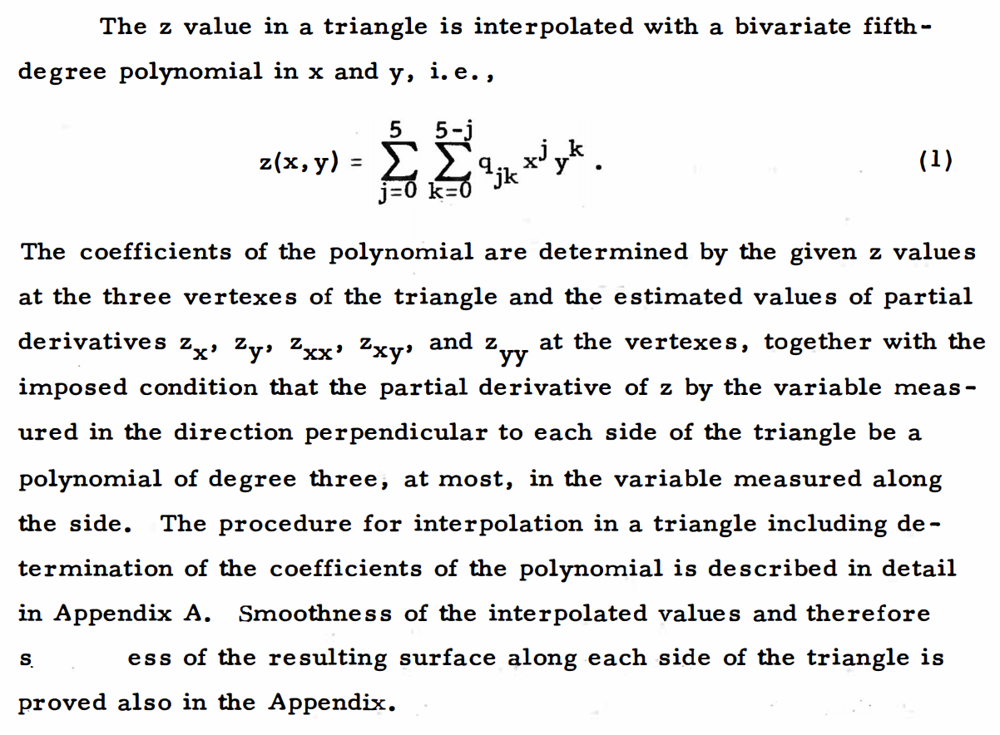 The z value in a triangle is interpolated with a bivariate fifth-
degree polynomial in x and y, i.e.,
z(x,y) = \sum_{j=0}^{5} \sum_{k=0}^{5-j} q_{jk} x^j y^k . (1)
The coefficients of the polynomial are determined by the given z values
at the three vertexes of the triangle and the estimated values of partial
derivatives z_x, z_y, z_{xx}, z_{xy}, and z_{yy} at the vertexes, together with the
imposed condition that the partial derivative of z by the variable meas-
ured in the direction perpendicular to each side of the triangle be a
polynomial of degree three, at most, in the variable measured along
the side. The procedure for interpolation in a triangle including de-
termination of the coefficients of the polynomial is described in detail
in Appendix A. Smoothness of the interpolated values and therefore
s ess of the resulting surface along each side of the triangle is
proved also in the Appendix.